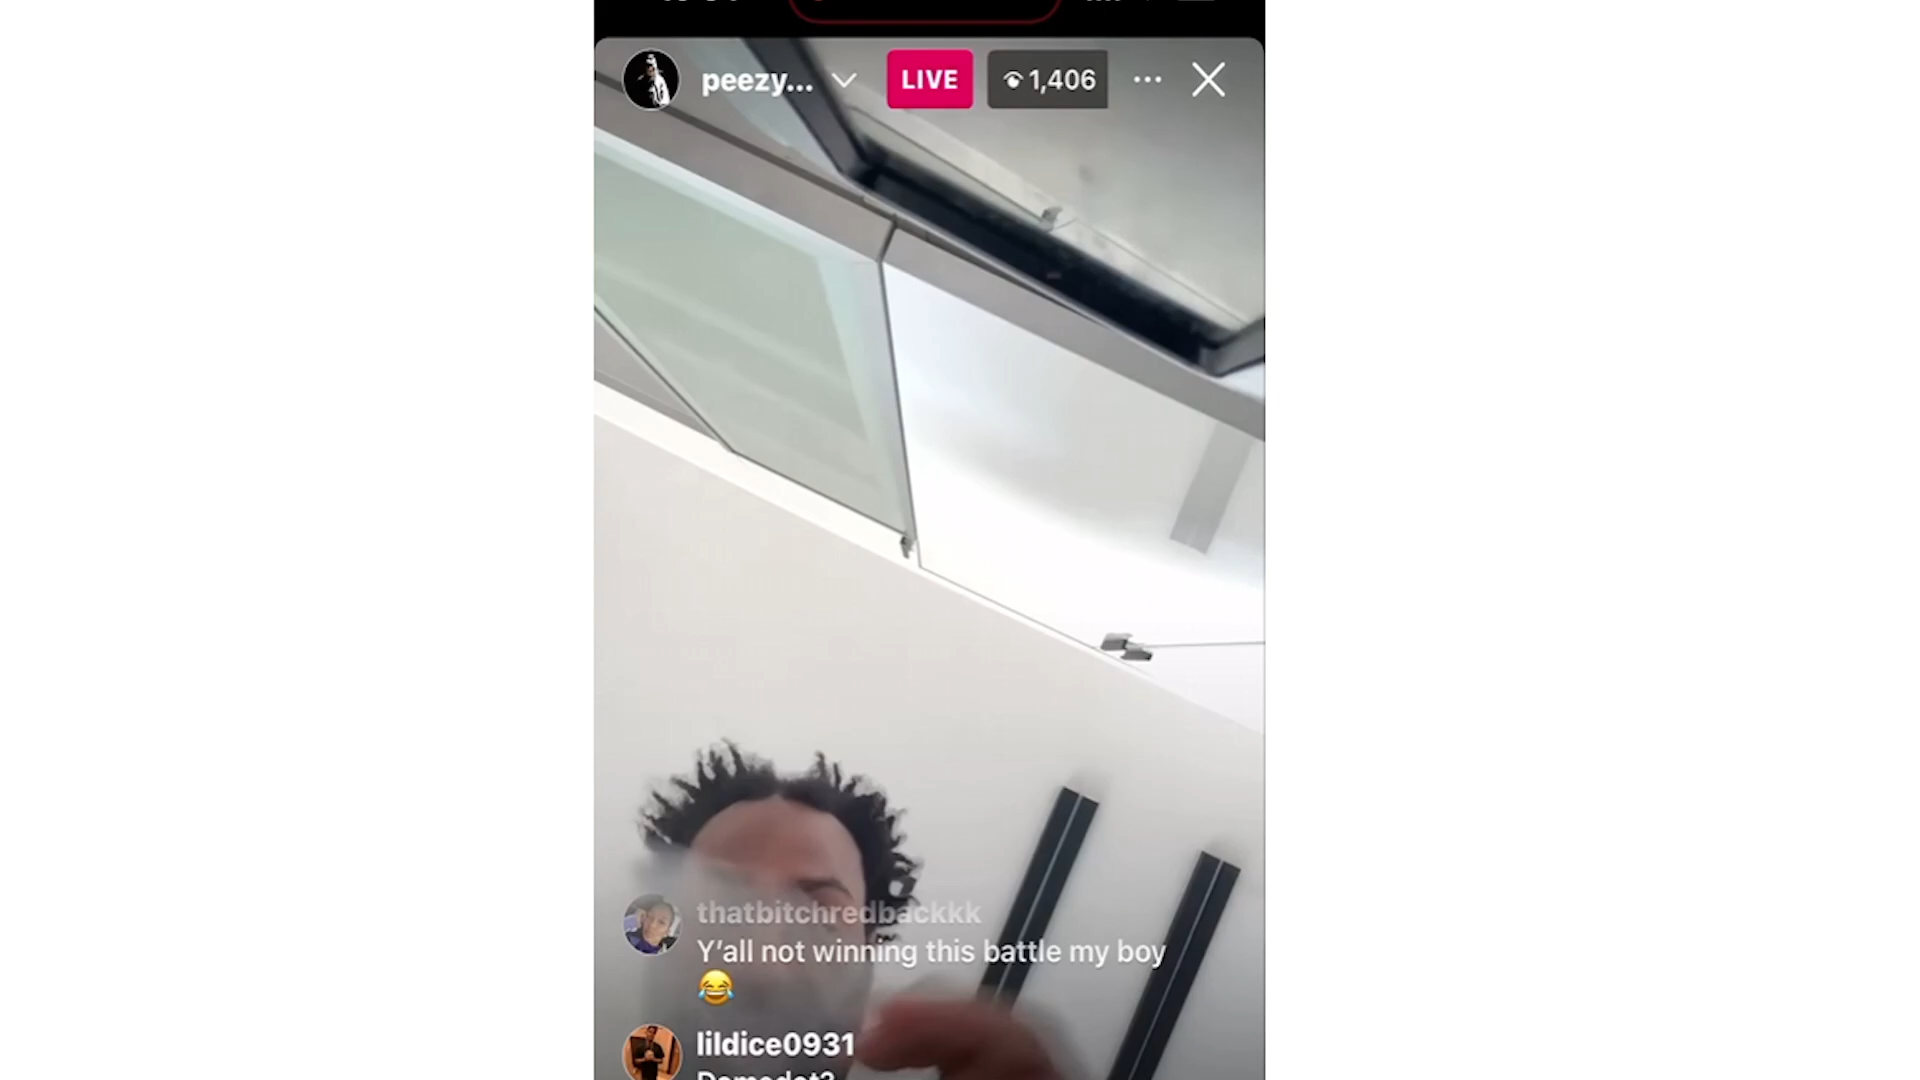 peezy...
LIVE
1,406
thatbitchredbackkk
Y'all not winning this battle my boy
😂
lildice0931